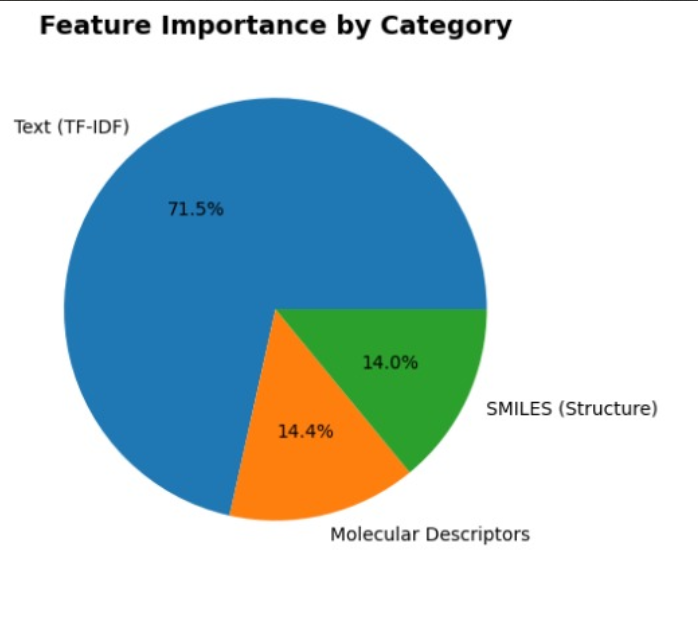 Feature Importance by Category
Text (TF-IDF)
71.5%
14.0%
SMILES (Structure)
14.4%
Molecular Descriptors